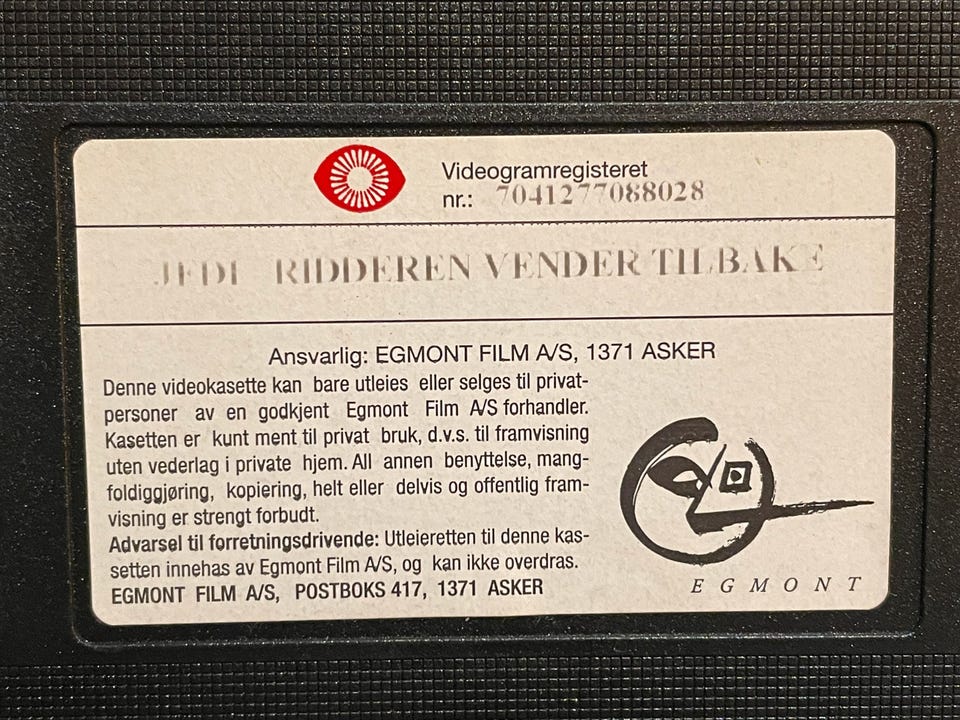 Videogramregisteret
nr.: 7041277088028
JEDI RIDDEREN VENDER TILBAKE
Ansvarlig: EGMONT FILM A/S, 1371 ASKER
Denne videokasette kan bare utleies eller selges til privat-
personer av en godkjent Egmont Film A/S forhandler.
Kasetten er kunt ment til privat bruk, d.v.s. til framvisning
uten vederlag i private hjem. All annen benyttelse, mang-
foldiggjøring, kopiering, helt eller delvis og offentlig fram-
visning er strengt forbudt.
Advarsel til forretningsdrivende: Utleieretten til denne kas-
setten innehas av Egmont Film A/S, og kan ikke overdras.
EGMONT FILM A/S, POSTBOKS 417, 1371 ASKER
EGMONT